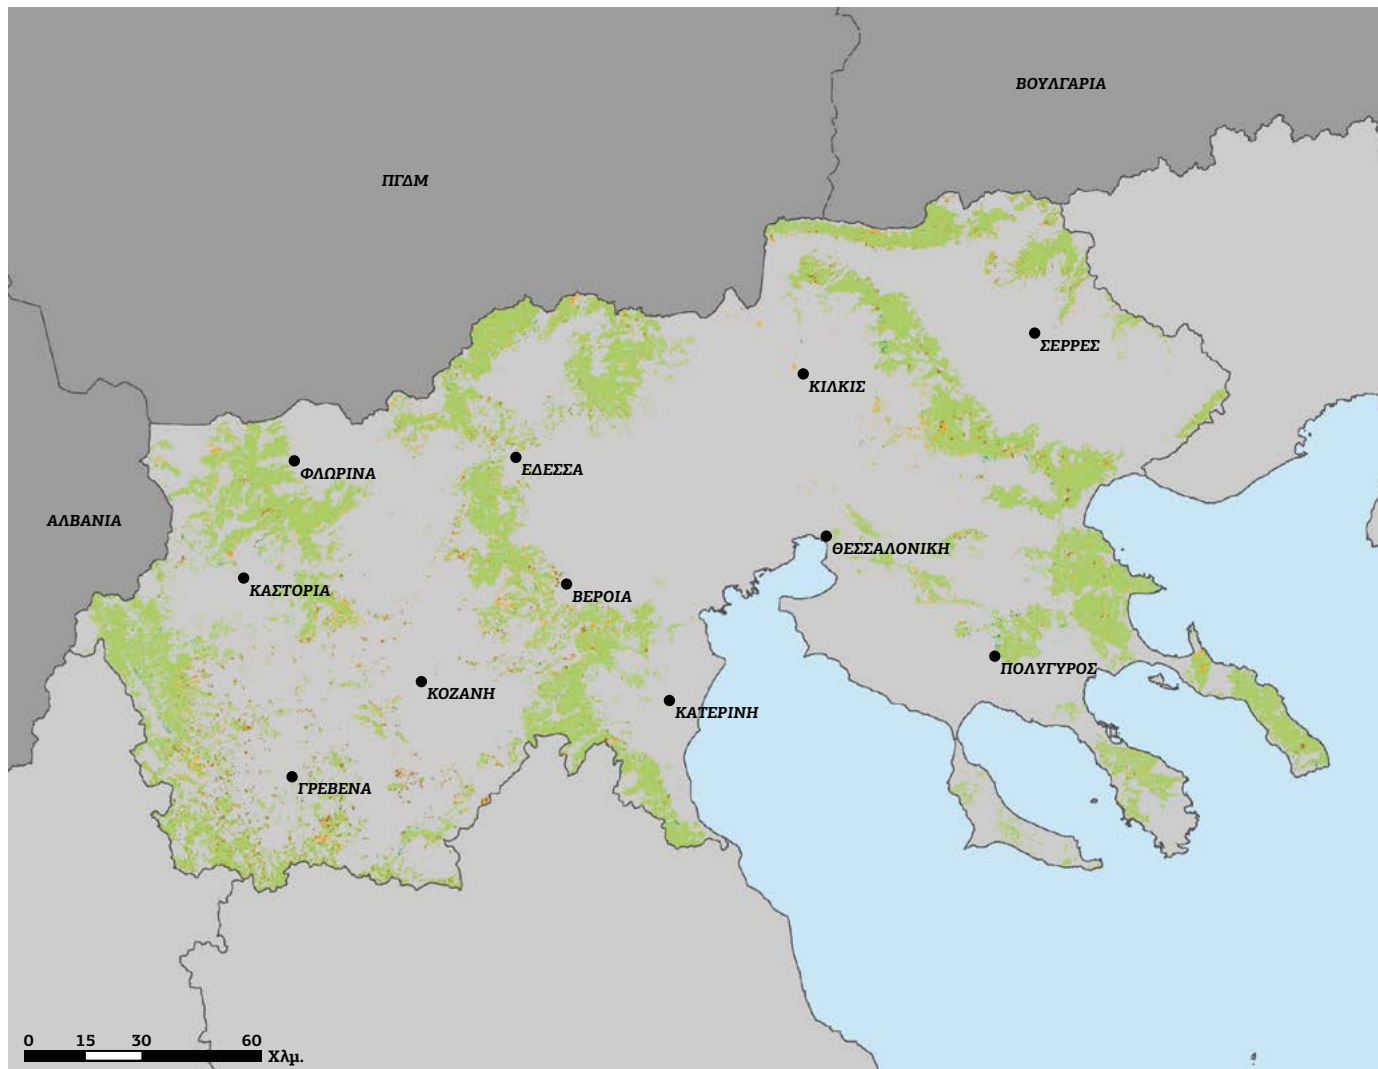 ΒΟΥΛΓΑΡΙΑ
ΠΓΔΜ
ΣΕΡΡΕΣ
ΚΙΛΚΙΣ
ΦΛΩΡΙΝΑ
ΕΔΕΣΣΑ
ΑΛΒΑΝΙΑ
ΘΕΣΣΑΛΟΝΙΚΗ
ΚΑΣΤΟΡΙΑ
ΒΕΡΟΙΑ
ΠΟΛΥΓΥΡΟΣ
ΚΟΖΑΝΗ
ΚΑΤΕΡΙΝΗ
ΓΡΕΒΕΝΑ
0 15 30 60
Χλμ.